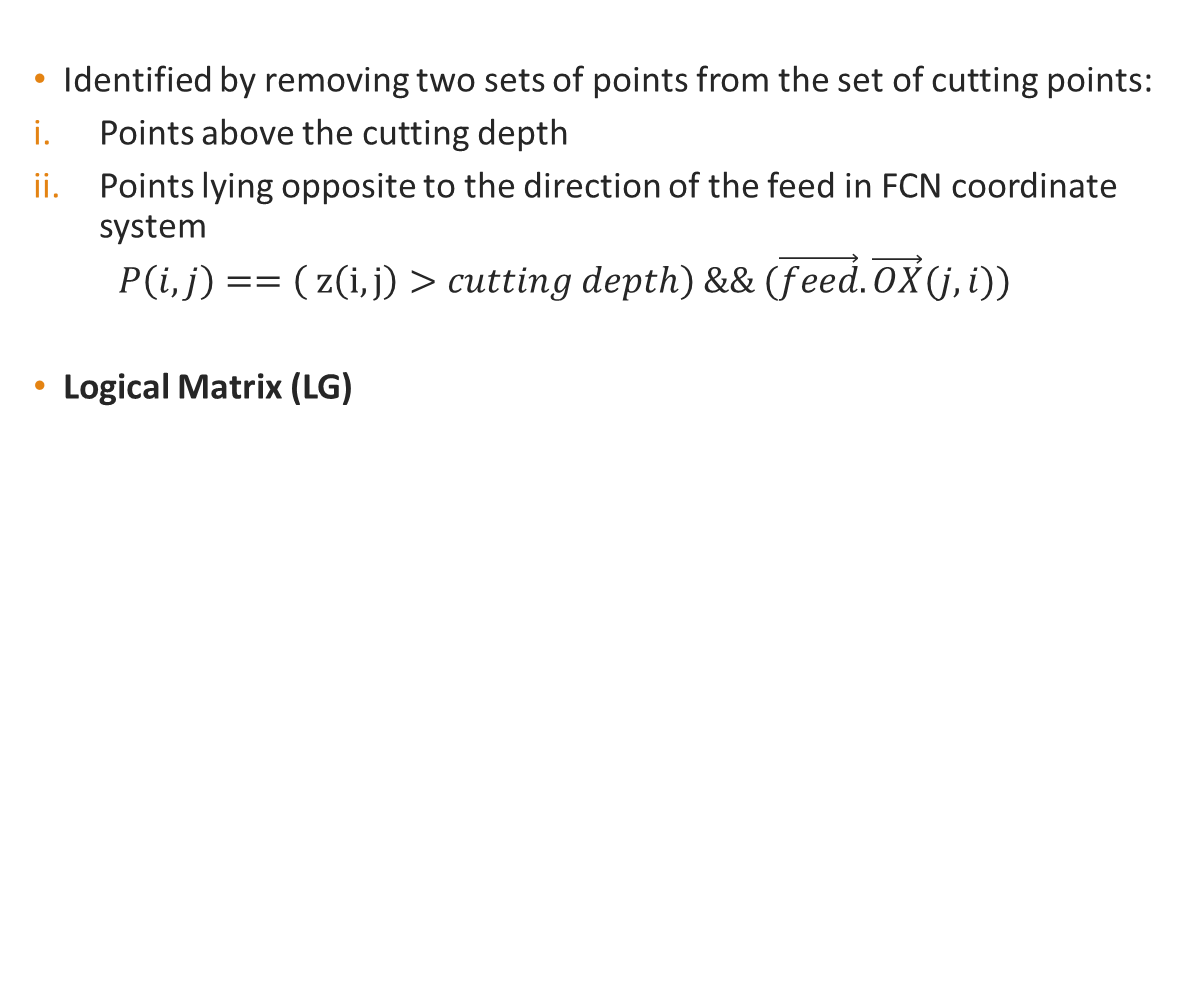 • Identified by removing two sets of points from the set of cutting points:
i. Points above the cutting depth
ii. Points lying opposite to the direction of the feed in FCN coordinate
system
P(i,j) == ( z(i,j) > cutting depth) && (\overrightarrow{feed}.\overrightarrow{OX}(j,i))
• Logical Matrix (LG)